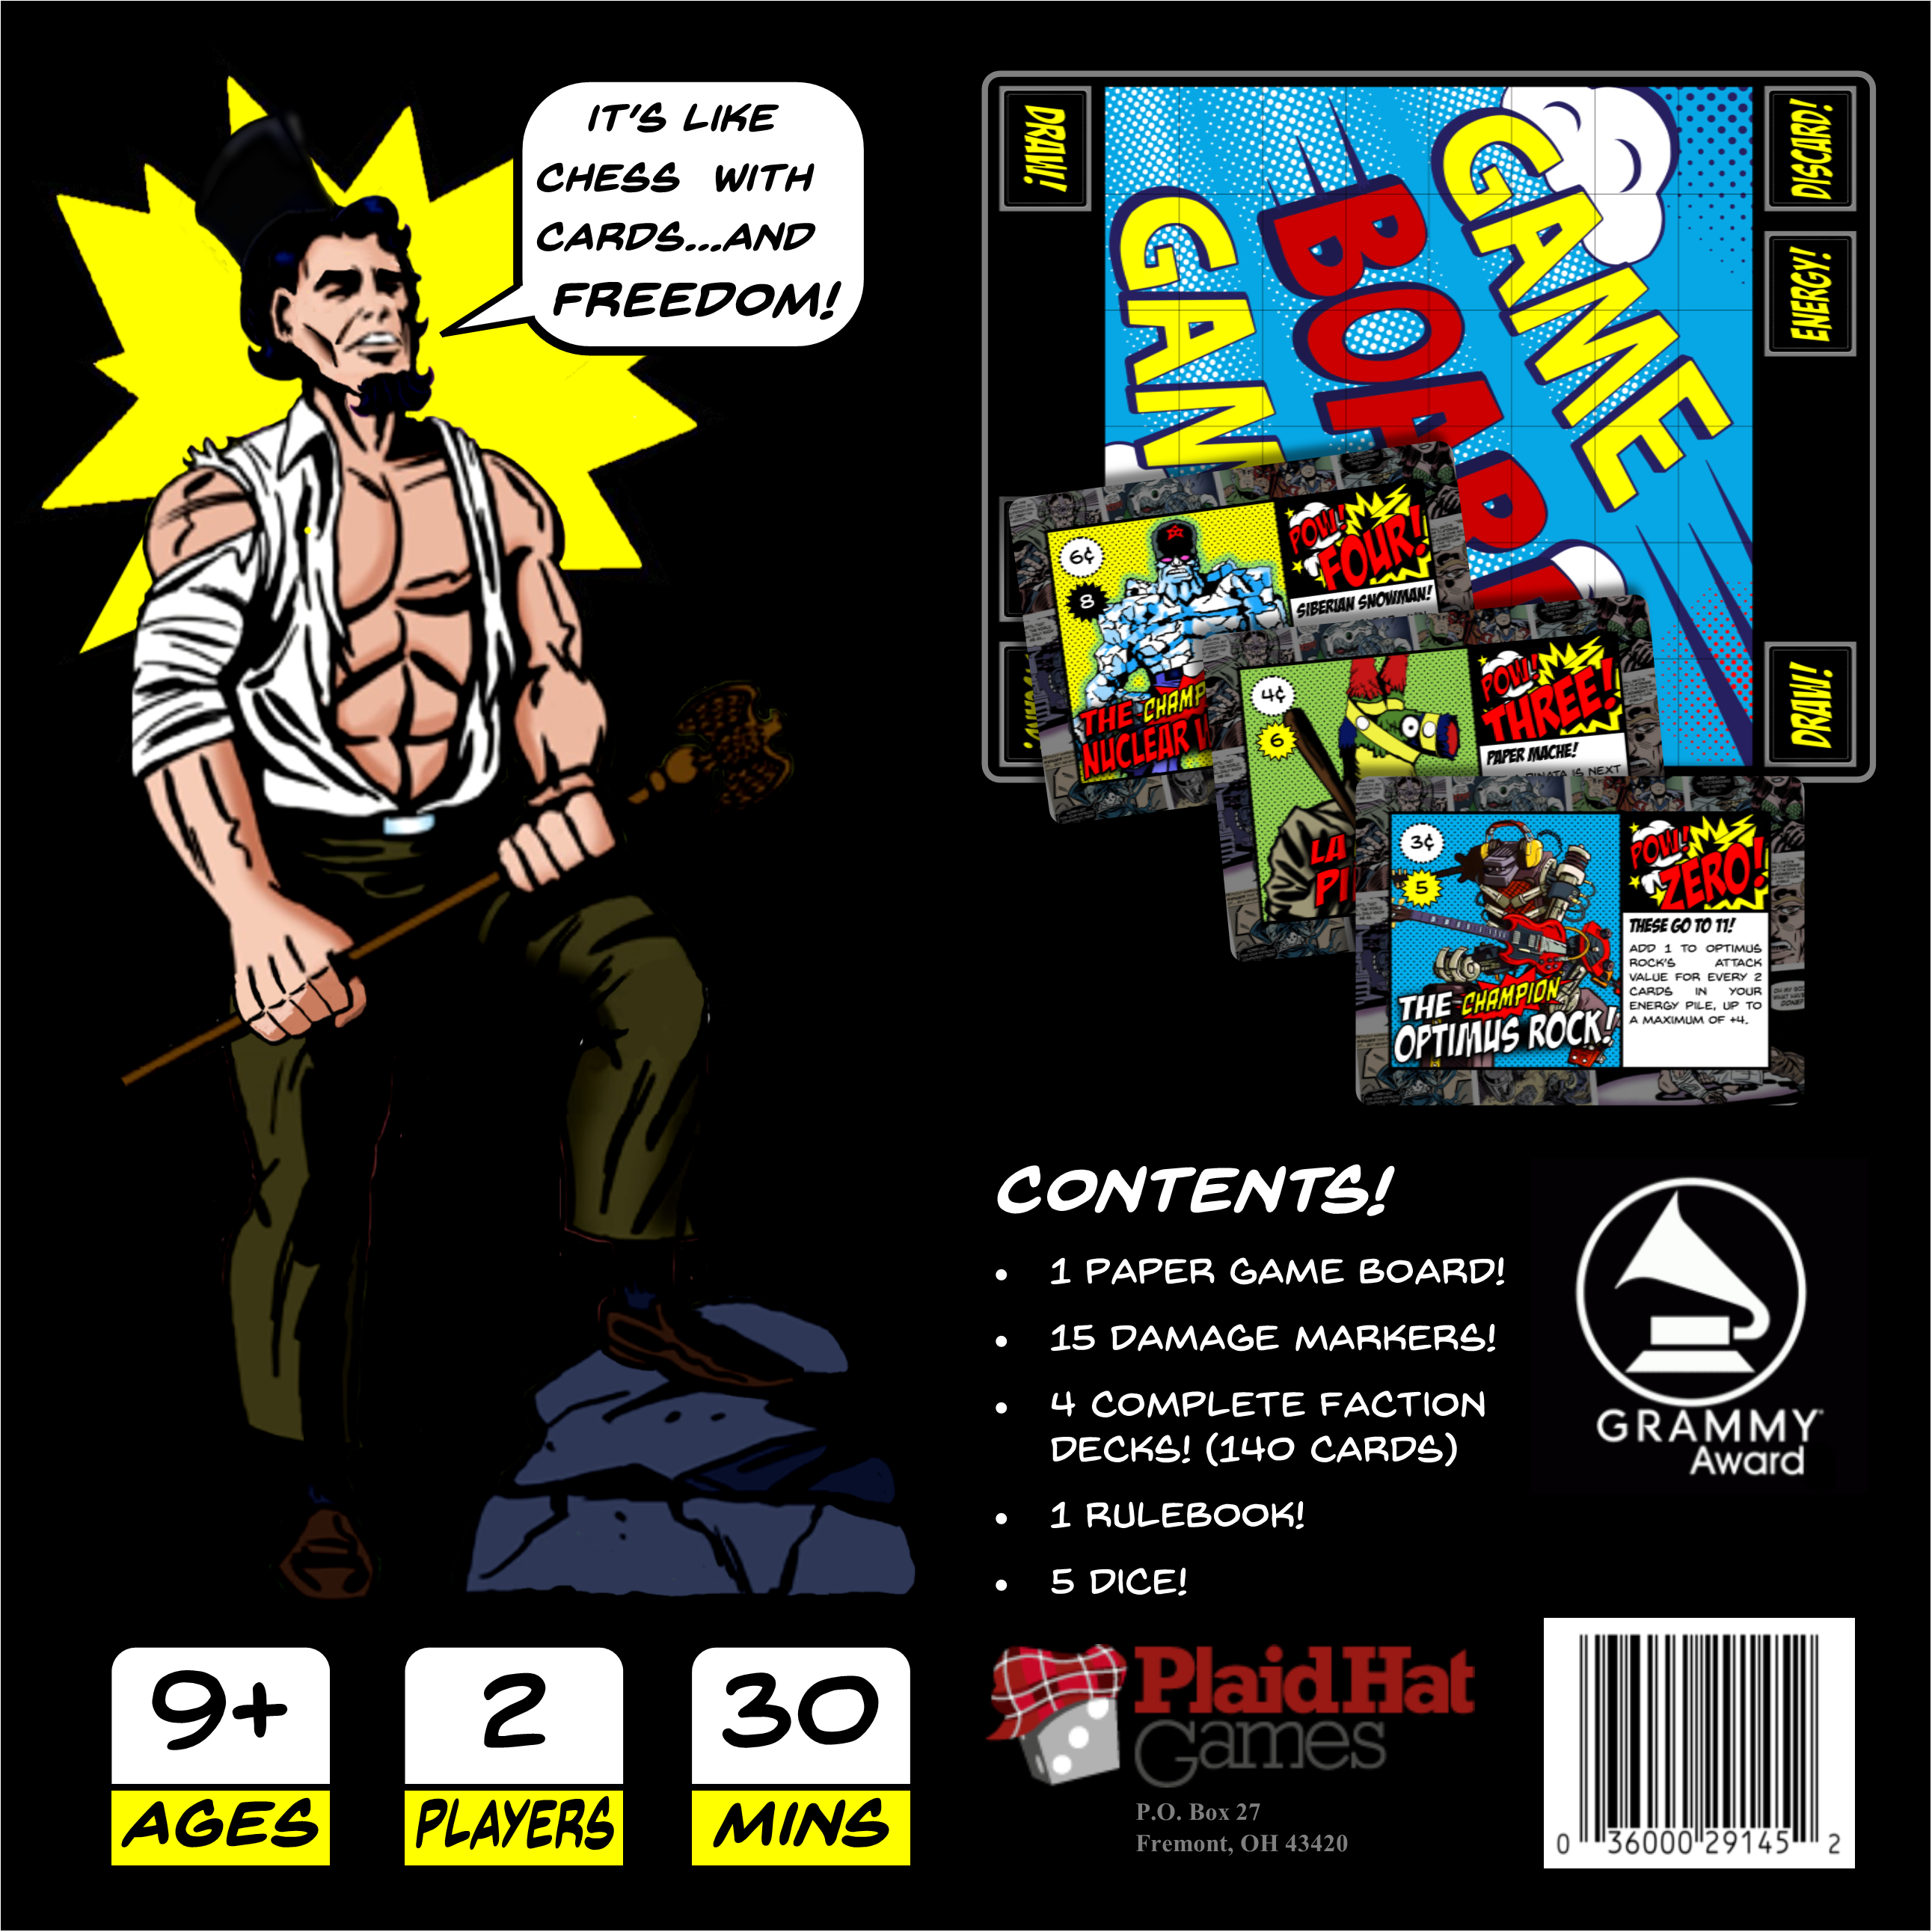 IT'S LIKE
CHESS WITH
CARDS...AND
FREEDOM!
DRAW!
DISCARD!
ENERGY!
GAME
BOARD
GAM
DRAW!
6¢
8
POW!
FOUR!
SIBERIAN SNOWMAN!
THE CHAMP
NUCLEAR
4¢
6
POW!
THREE!
PAPER MACHE!
IS NEXT
LA
PI
3¢
5
POW!
ZERO!
THESE GO TO 11!
ADD 1 TO OPTIMUS
ROCK'S ATTACK
VALUE FOR EVERY 2
CARDS IN YOUR
ENERGY PILE, UP TO
A MAXIMUM OF +4.
THE CHAMPION
OPTIMUS ROCK!
CONTENTS!
• 1 PAPER GAME BOARD!
• 15 DAMAGE MARKERS!
• 4 COMPLETE FACTION
DECKS! (140 CARDS)
• 1 RULEBOOK!
• 5 DICE!
GRAMMY
Award
9+
AGES
2
PLAYERS
30
MINS
Plaid Hat
Games
P.O. Box 27
Fremont, OH 43420
0 36000 29145 2